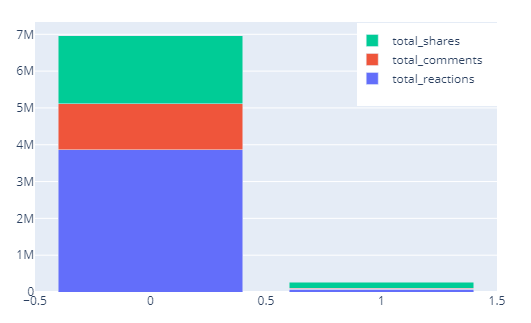 7M
6M
5M
4M
3M
2M
1M
0
−0.5
0
0.5
1
1.5
total_shares
total_comments
total_reactions